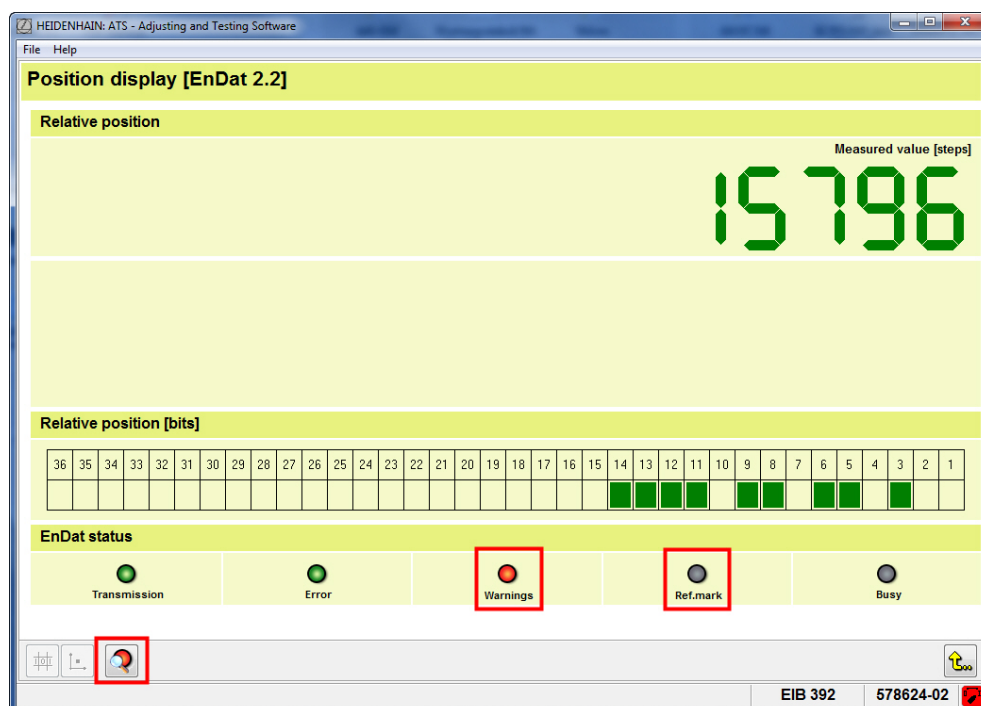 HEIDENHAIN: ATS - Adjusting and Testing Software
File Help
Position display [EnDat 2.2]
Relative position
Measured value [steps]
15796
Relative position [bits]
36 35 34 33 32 31 30 29 28 27 26 25 24 23 22 21 20 19 18 17 16 15 14 13 12 11 10 9 8 7 6 5 4 3 2 1
EnDat status
Transmission Error Warnings Ref.mark Busy
EIB 392 578624-02